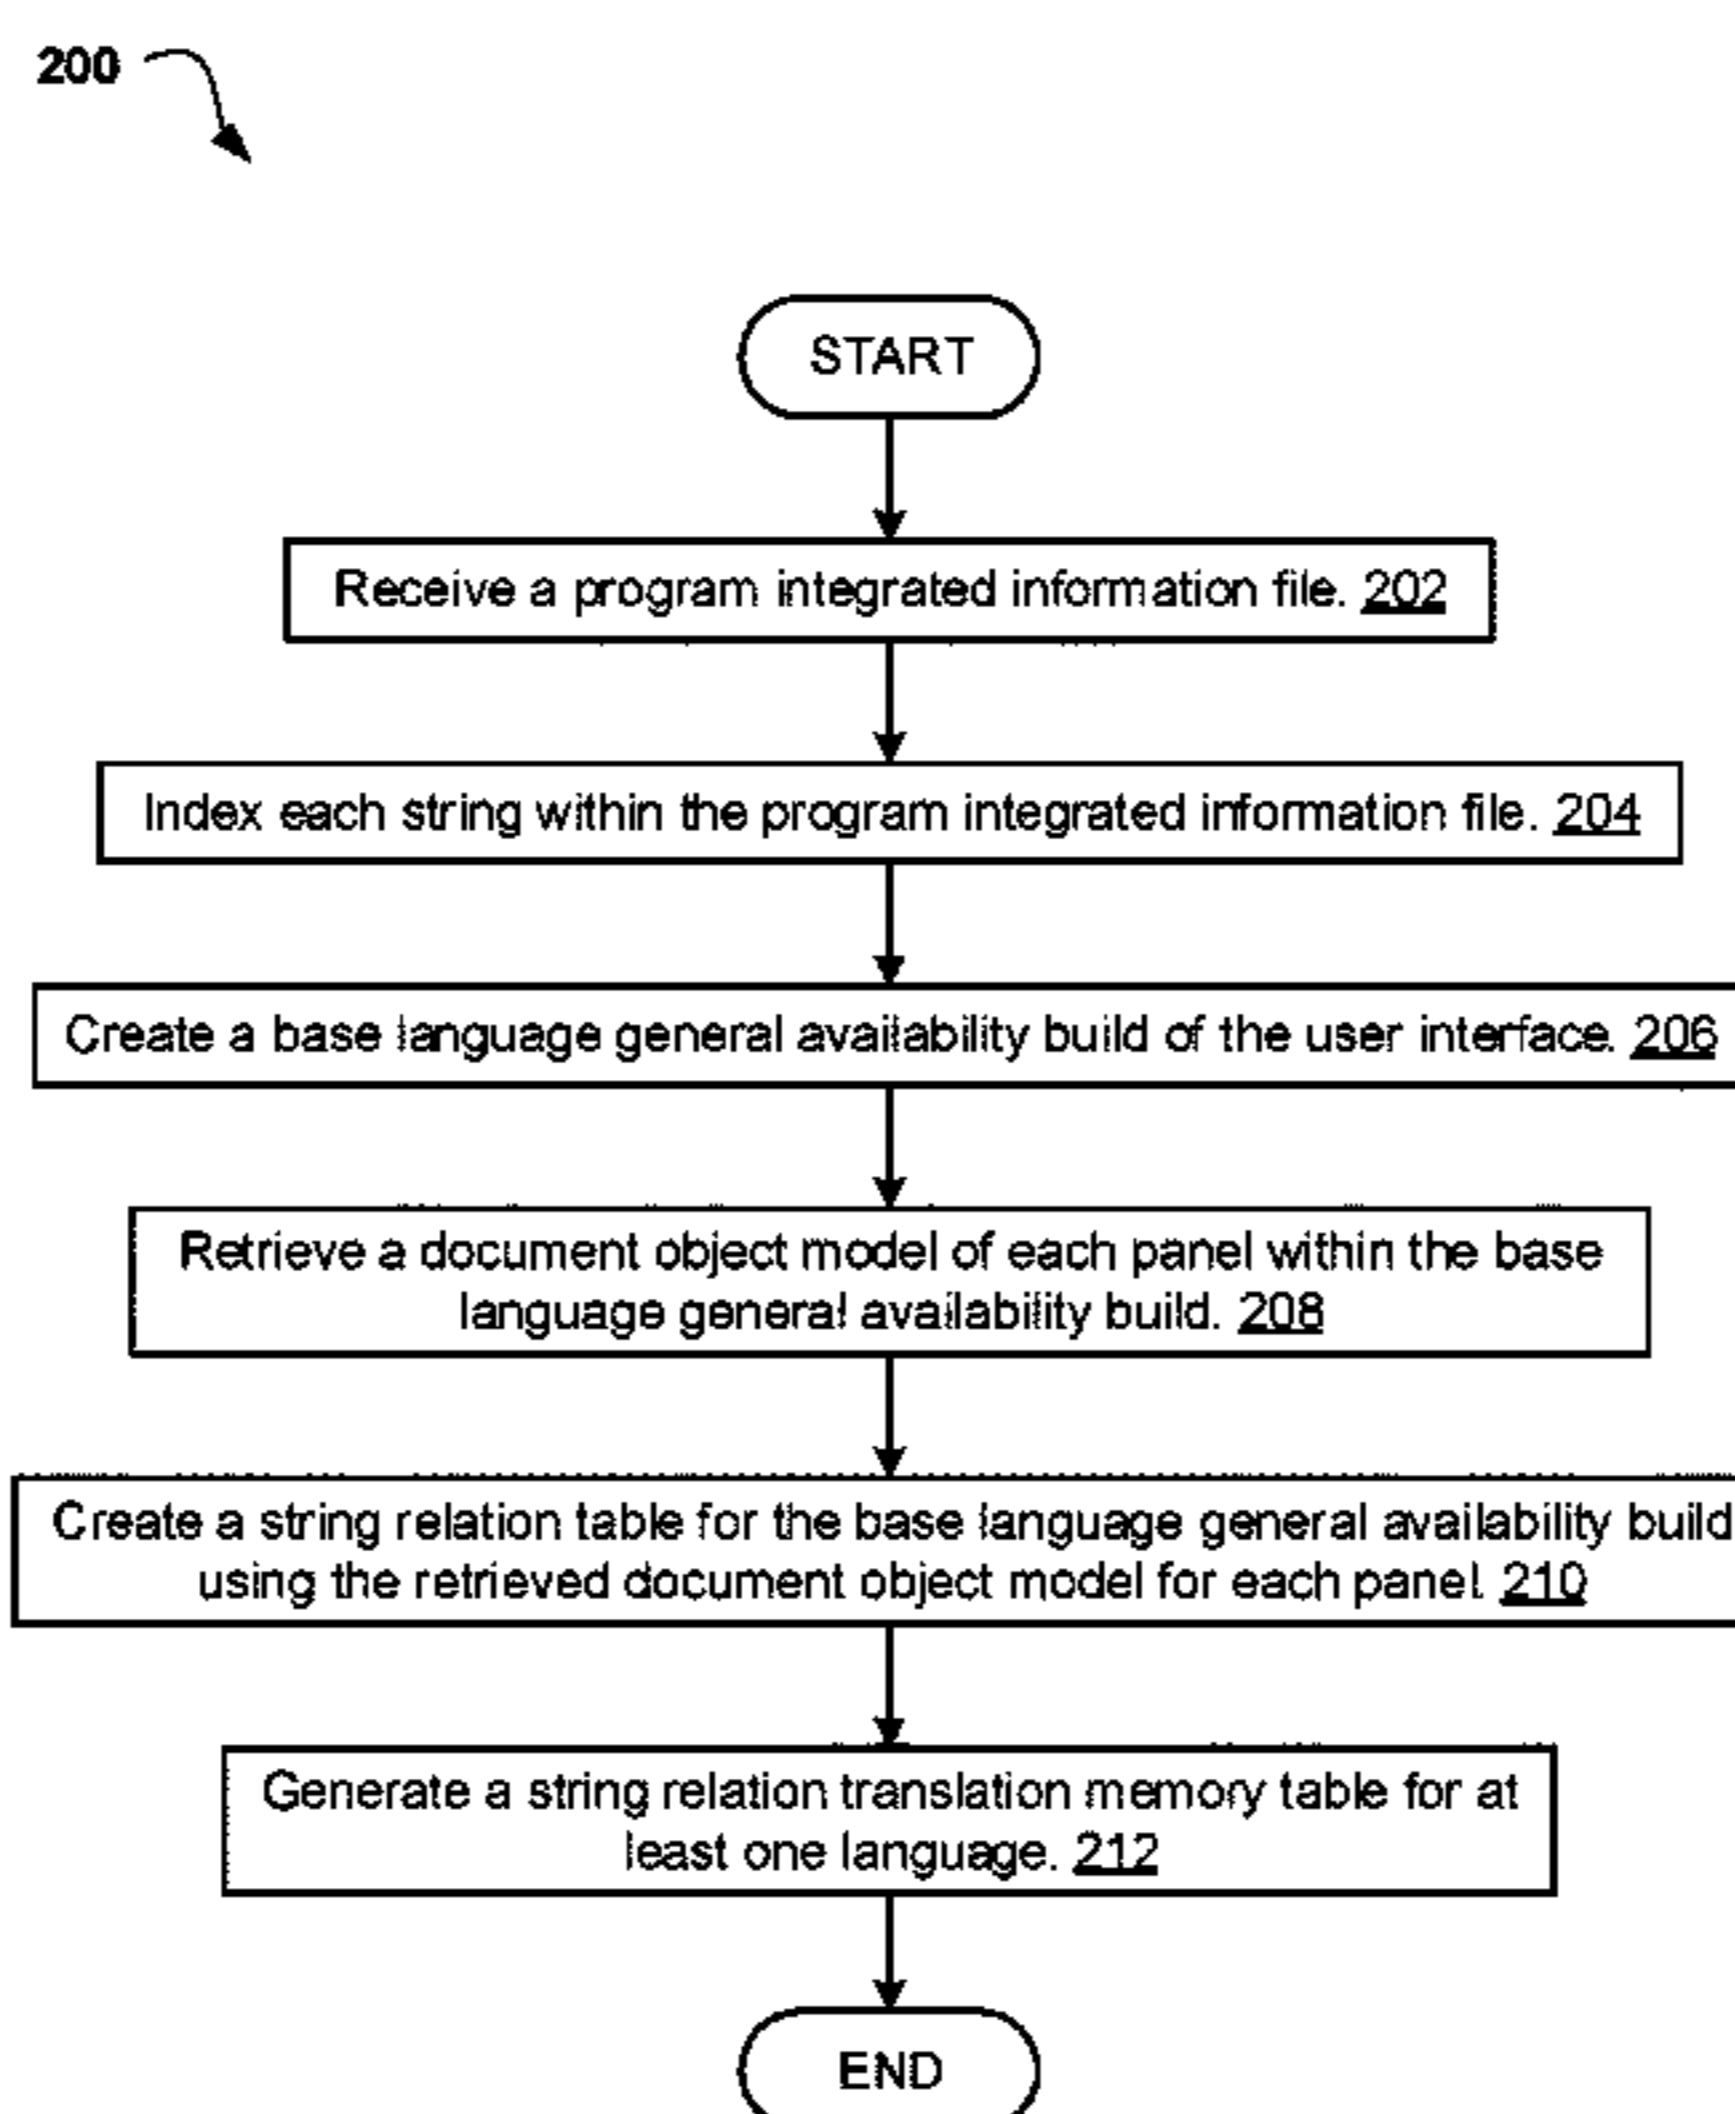 200
START
Receive a program integrated information file. 202
Index each string within the program integrated information file. 204
Create a base language general availability build of the user interface. 206
Retrieve a document object model of each panel within the base
language general availability build. 208
Create a string relation table for the base language general availability build
using the retrieved document object model for each panel. 210
Generate a string relation translation memory table for at
least one language. 212
END